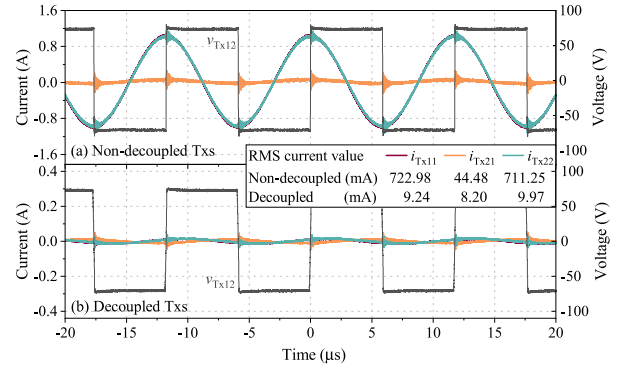 1.6
0.8
0.0
-0.8
-1.6
Current (A)
100
50
0
-50
-100
Voltage (V)
vTx12
(a) Non-decoupled Txs
RMS current value iTx11 iTx21 iTx22
Non-decoupled (mA) 722.98 44.48 711.25
Decoupled (mA) 9.24 8.20 9.97
0.4
0.2
0.0
-0.2
-0.4
Current (A)
100
50
0
-50
-100
Voltage (V)
vTx12
(b) Decoupled Txs
-20 -15 -10 -5 0 5 10 15 20
Time (μs)